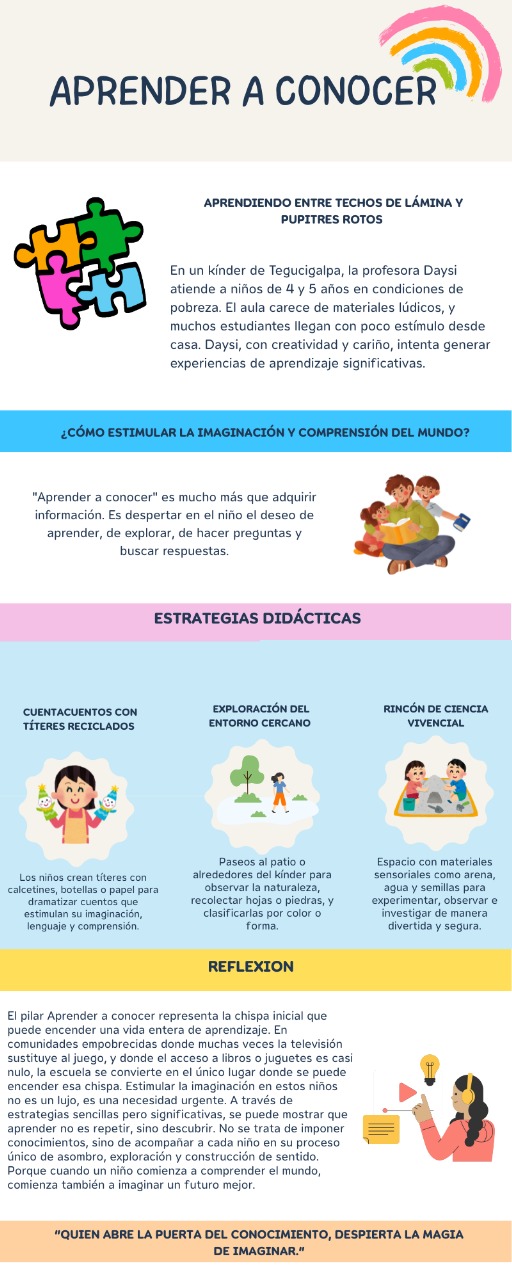 APRENDER A CONOCER
APRENDIENDO ENTRE TECHOS DE LÁMINA Y
PUPITRES ROTOS
En un kínder de Tegucigalpa, la profesora Daysi
atiende a niños de 4 y 5 años en condiciones de
pobreza. El aula carece de materiales lúdicos, y
muchos estudiantes llegan con poco estímulo desde
casa. Daysi, con creatividad y cariño, intenta generar
experiencias de aprendizaje significativas.
¿CÓMO ESTIMULAR LA IMAGINACIÓN Y COMPRENSIÓN DEL MUNDO?
"Aprender a conocer" es mucho más que adquirir
información. Es despertar en el niño el deseo de
aprender, de explorar, de hacer preguntas y
buscar respuestas.
ESTRATEGIAS DIDÁCTICAS
CUENTACUENTOS CON
TÍTERES RECICLADOS
Los niños crean títeres con
calcetines, botellas o papel para
dramatizar cuentos que
estimulan su imaginación,
lenguaje y comprensión.
EXPLORACIÓN DEL
ENTORNO CERCANO
Paseos al patio o
alrededores del kínder para
observar la naturaleza,
recolectar hojas o piedras, y
clasificarlas por color o
forma.
RINCÓN DE CIENCIA
VIVENCIAL
Espacio con materiales
sensoriales como arena,
agua y semillas para
experimentar, observar e
investigar de manera
divertida y segura.
REFLEXION
El pilar Aprender a conocer representa la chispa inicial que
puede encender una vida entera de aprendizaje. En
comunidades empobrecidas donde muchas veces la televisión
sustituye al juego, y donde el acceso a libros o juguetes es casi
nulo, la escuela se convierte en el único lugar donde se puede
encender esa chispa. Estimular la imaginación en estos niños
no es un lujo, es una necesidad urgente. A través de
estrategias sencillas pero significativas, se puede mostrar que
aprender no es repetir, sino descubrir. No se trata de imponer
conocimientos, sino de acompañar a cada niño en su proceso
único de asombro, exploración y construcción de sentido.
Porque cuando un niño comienza a comprender el mundo,
comienza también a imaginar un futuro mejor.
"QUIEN ABRE LA PUERTA DEL CONOCIMIENTO, DESPIERTA LA MAGIA
DE IMAGINAR."